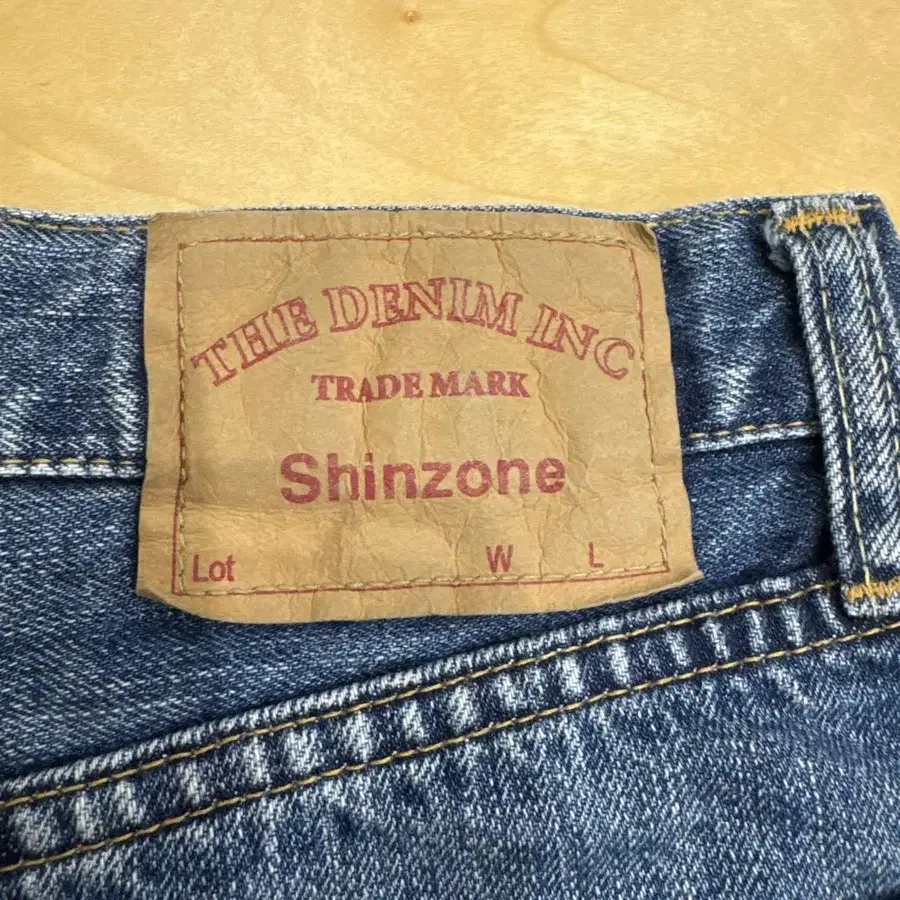 THE DENIM INC
TRADE MARK
Shinzone
Lot W L